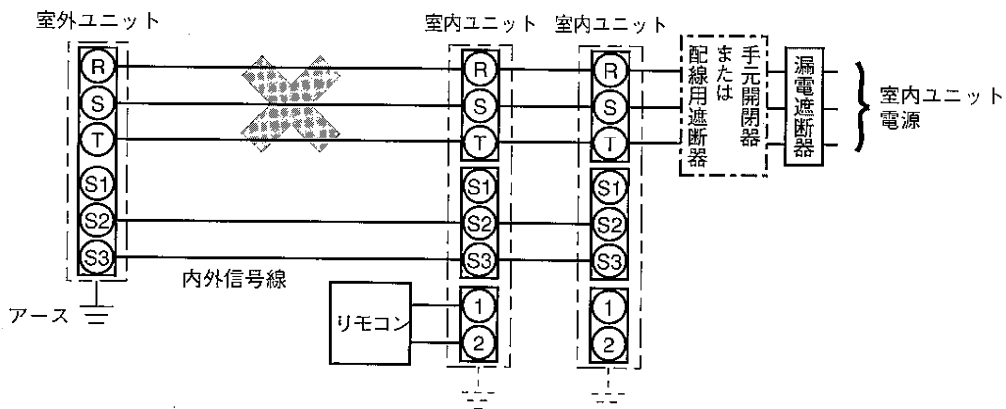 室外ユニット
室内ユニット
室内ユニット
R
S
T
S1
S2
S3
R
S
T
S1
S2
S3
1
2
R
S
T
S1
S2
S3
1
2
手元開閉器
または
配線用遮断器
漏電遮断器
室内ユニット
電源
内外信号線
アース
リモコン